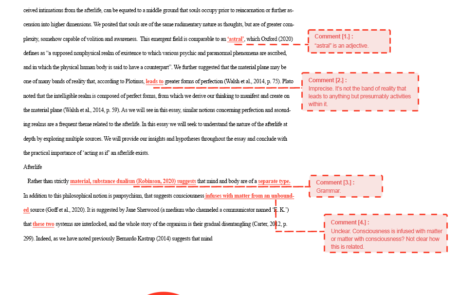 ceived intimations from the afterlife, can be equated to a middle ground that souls occupy prior to reincarnation or further as-
cension into higher dimensions. We posited that souls are of the same rudimentary nature as thoughts, but are of greater com-
plexity, somehow capable of volition and awareness. This emergent field is comparable to an 'astral', which Oxford (2020)
defines as "a supposed nonphysical realm of existence to which various psychic and paranormal phenomena are ascribed,
and in which the physical human body is said to have a counterpart". We further suggested that the material plane may be
one of many bands of reality that, according to Plotinus, leads to greater forms of perfection (Walsh et al., 2014, p. 75). Plato
noted that the intelligible realm is composed of perfect forms, from which we derive our thinking to manifest and create on
the material plane (Walsh et al., 2014, p. 59). As we will see in this essay, similar notions concerning perfection and ascend-
ing realms are a frequent theme related to the afterlife. In this essay we will seek to understand the nature of the afterlife at
depth by exploring multiple sources. We will provide our insights and hypotheses throughout the essay and conclude with
the practical importance of "acting as if" an afterlife exists.
Afterlife
Rather than strictly material, substance dualism (Robinson, 2020) suggests that mind and body are of a separate type.
In addition to this philosophical notion is panpsychism, that suggests consciousness infuses with matter from an unbound-
ed source (Goff et al., 2020). It is suggested by Jane Sherwood (a medium who channeled a communicator named 'E. K.')
that these two systems are interlocked, and the whole story of the organism is their gradual disentangling (Carter, 2012, p.
299). Indeed, as we have noted previously Bernardo Kastrup (2014) suggests that mind
Comment [1.] :
"astral" is an adjective.
Comment [2.] :
Imprecise. It's not the band of reality that
leads to anything but presumably activities
within it.
Comment [3.] :
Grammar.
Comment [4.] :
Unclear: Consciousness is infused with matter
or matter with consciousness? Not clear how
this is related.